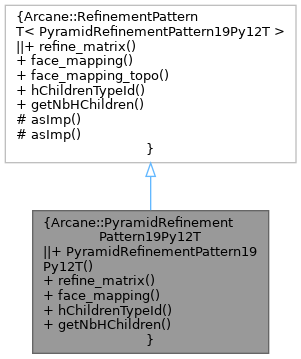 {Arcane::RefinementPattern
T< PyramidRefinementPattern19Py12T >
||+ refine_matrix()
+ face_mapping()
+ face_mapping_topo()
+ hChildrenTypeId()
+ getNbHChildren()
# asImp()
# asImp()
}
{Arcane::PyramidRefinement
Pattern19Py12T
||+ PyramidRefinementPattern19
Py12T()
+ refine_matrix()
+ face_mapping()
+ hChildrenTypeId()
+ getNbHChildren()
}